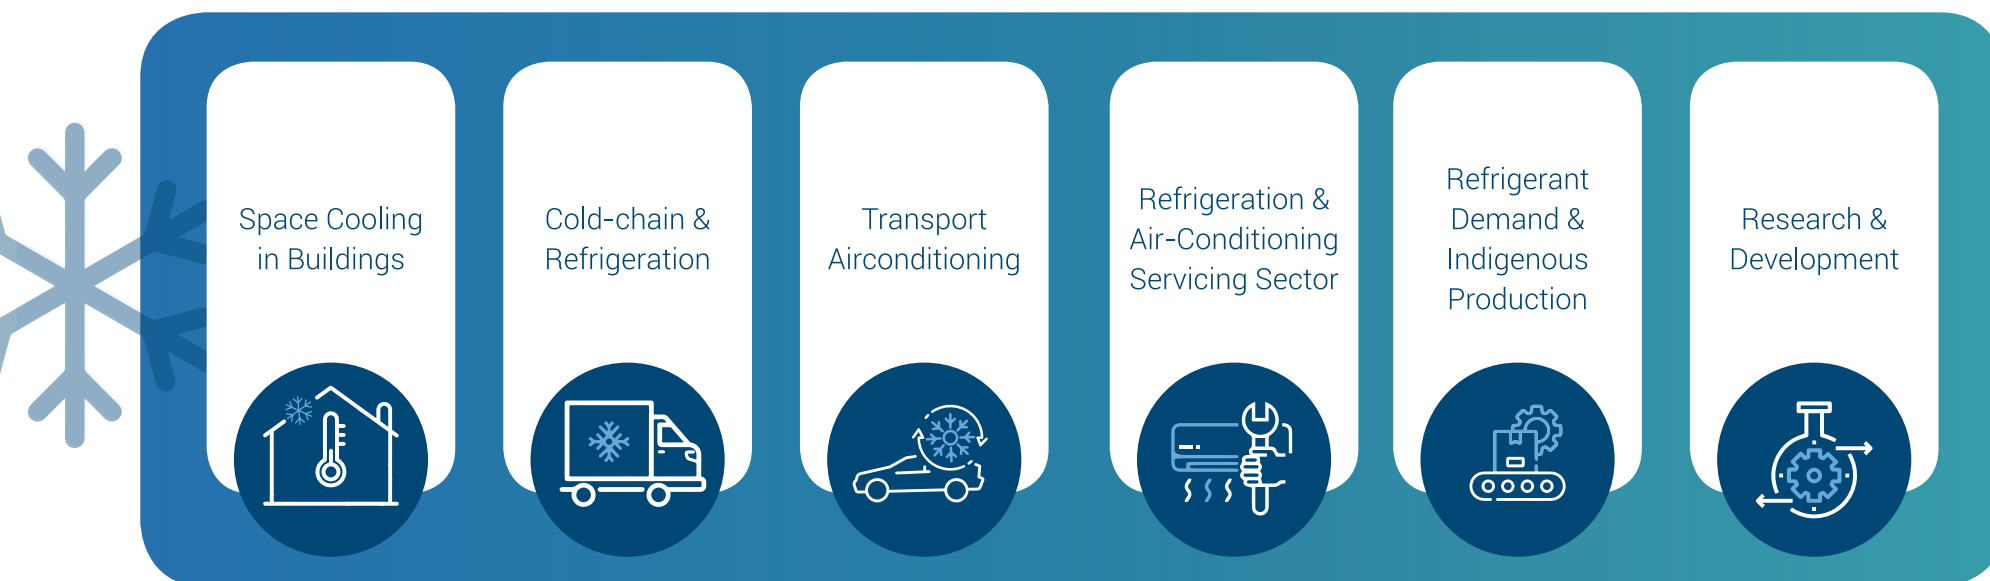 Space Cooling
in Buildings
Cold-chain &
Refrigeration
Transport
Airconditioning
Refrigeration &
Air-Conditioning
Servicing Sector
Refrigerant
Demand &
Indigenous
Production
Research &
Development